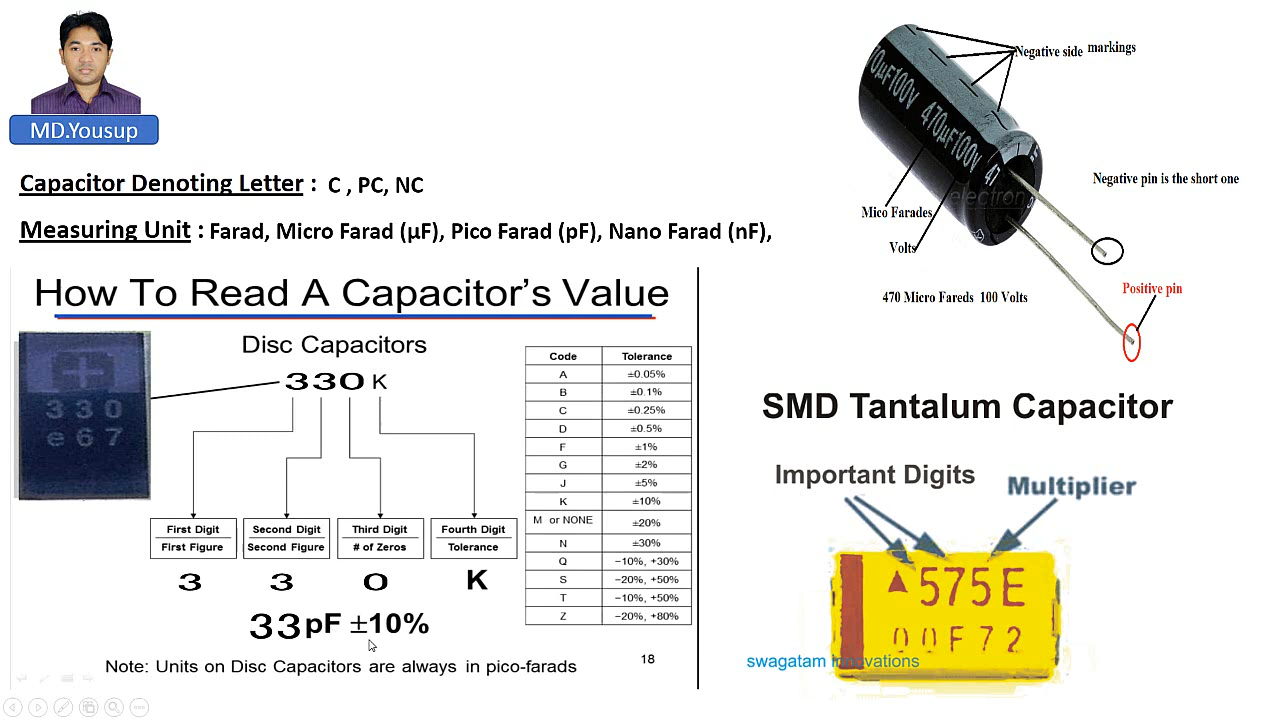 MD.Yousup
Capacitor Denoting Letter : C , PC, NC
Measuring Unit : Farad, Micro Farad (µF), Pico Farad (pF), Nano Farad (nF),
How To Read A Capacitor's Value
Disc Capacitors
330 K
330
e67
First Digit
First Figure
Second Digit
Second Figure
Third Digit
# of Zeros
Fourth Digit
Tolerance
3 3 0 K
33pF ±10%
Note: Units on Disc Capacitors are always in pico-farads
18
Code Tolerance
A ±0.05%
B ±0.1%
C ±0.25%
D ±0.5%
F ±1%
G ±2%
J ±5%
K ±10%
M or NONE ±20%
N ±30%
Q −10%, +30%
S −20%, +50%
T −10%, +50%
Z −20%, +80%
Negative side markings
0µF100v 470µF100v 47
electron
Negative pin is the short one
Mico Farades
Volts
470 Micro Fareds 100 Volts
Positive pin
SMD Tantalum Capacitor
Important Digits
Multiplier
575E
00F72
swagatam innovations